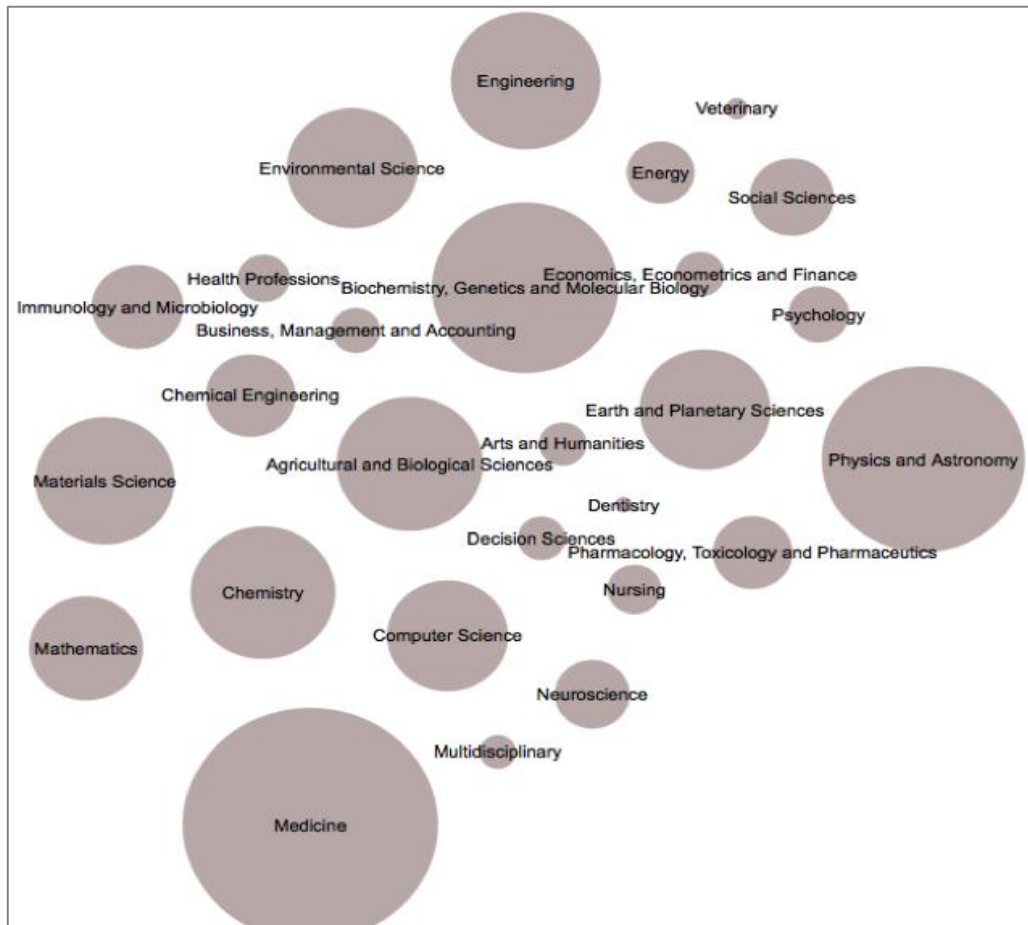 Engineering
Veterinary
Environmental Science
Energy
Social Sciences
Health Professions
Economics, Econometrics and Finance
Biochemistry, Genetics and Molecular Biology
Immunology and Microbiology
Psychology
Business, Management and Accounting
Chemical Engineering
Earth and Planetary Sciences
Arts and Humanities
Physics and Astronomy
Agricultural and Biological Sciences
Materials Science
Dentistry
Decision Sciences
Pharmacology, Toxicology and Pharmaceutics
Chemistry
Nursing
Computer Science
Mathematics
Neuroscience
Multidisciplinary
Medicine